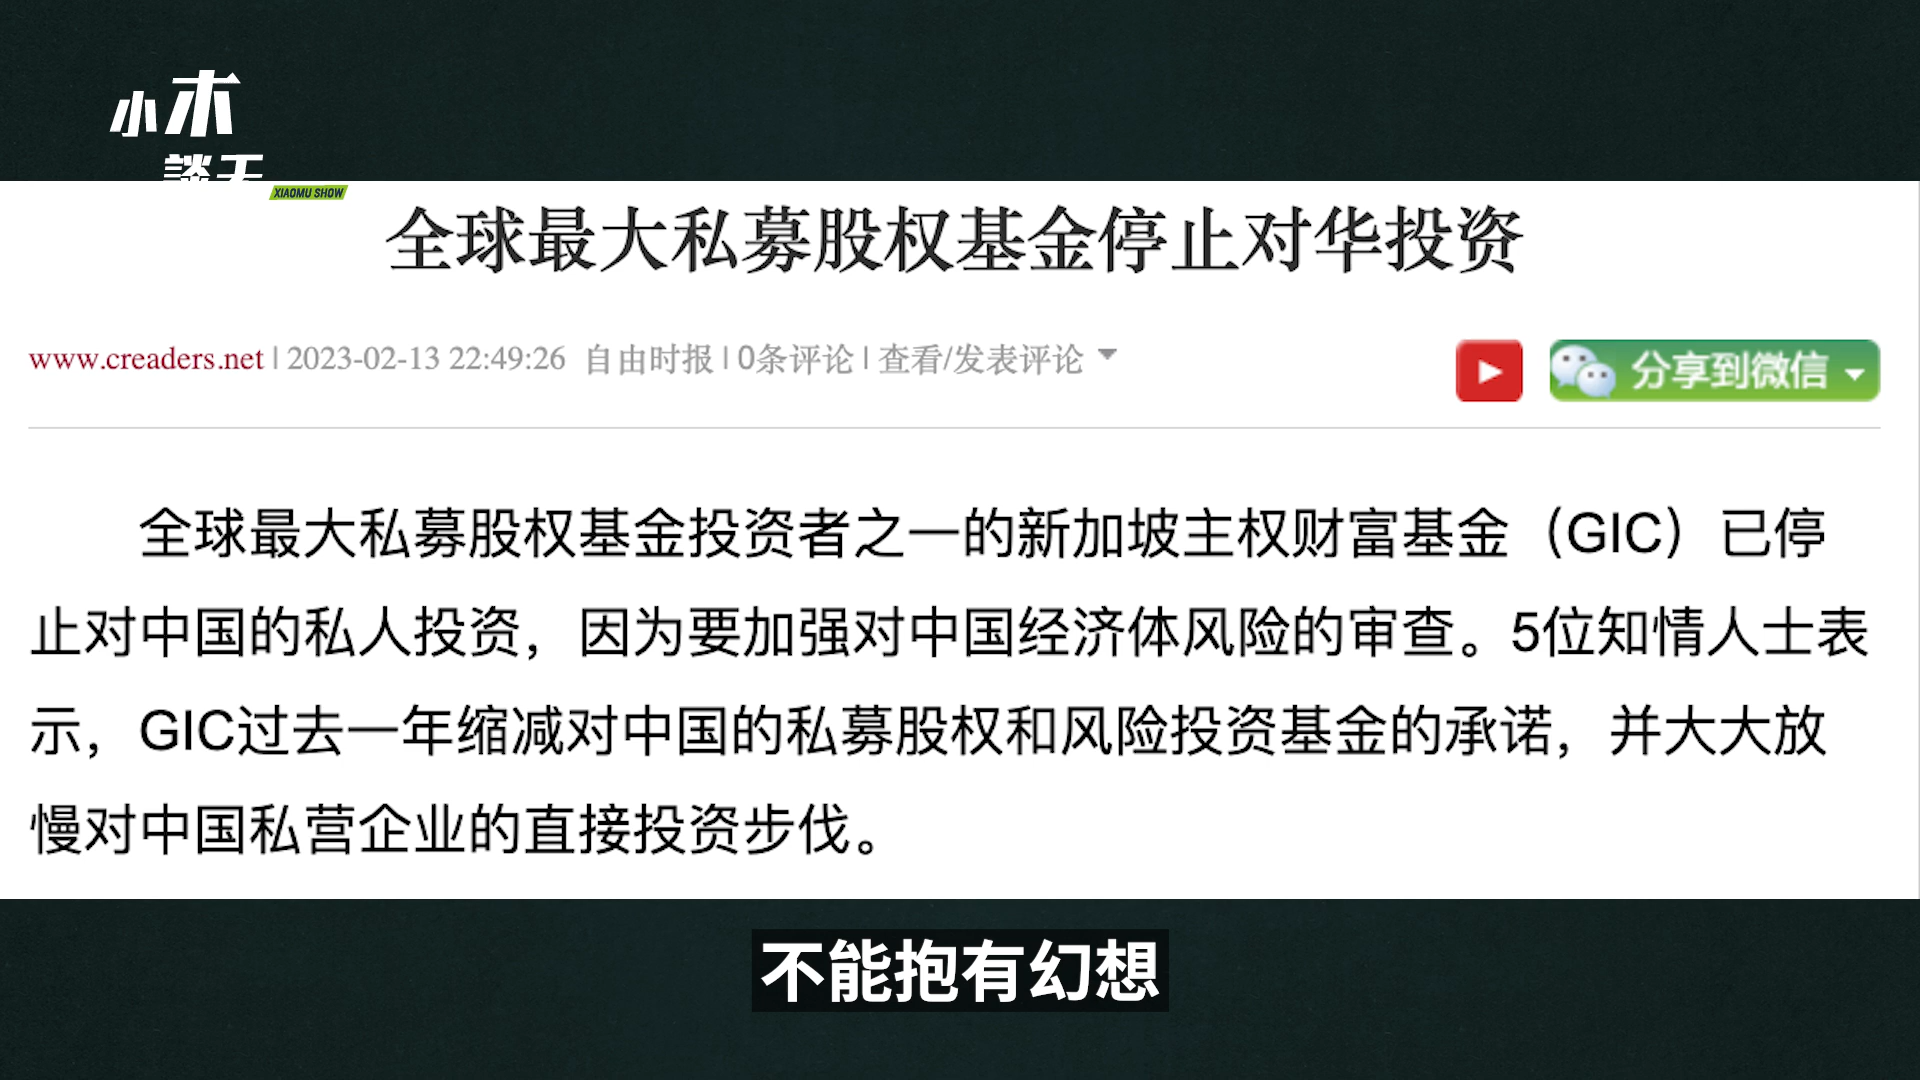 小木
談天
XIAOMU SHOW
全球最大私募股权基金停止对华投资
www.creaders.net | 2023-02-13 22:49:26 自由时报 | 0条评论 | 查看/发表评论
分享到微信
全球最大私募股权基金投资者之一的新加坡主权财富基金（GIC）已停
止对中国的私人投资，因为要加强对中国经济体风险的审查。5位知情人士表
示，GIC过去一年缩减对中国的私募股权和风险投资基金的承诺，并大大放
慢对中国私营企业的直接投资步伐。
不能抱有幻想